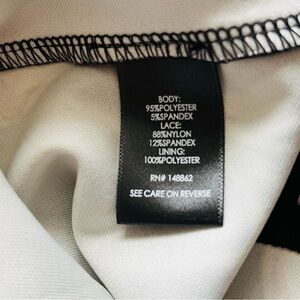 BODY:
95%POLYESTER
5%SPANDEX
LACE:
88%NYLON
12%SPANDEX
LINING:
100%POLYESTER
RN# 148862
SEE CARE ON REVERSE